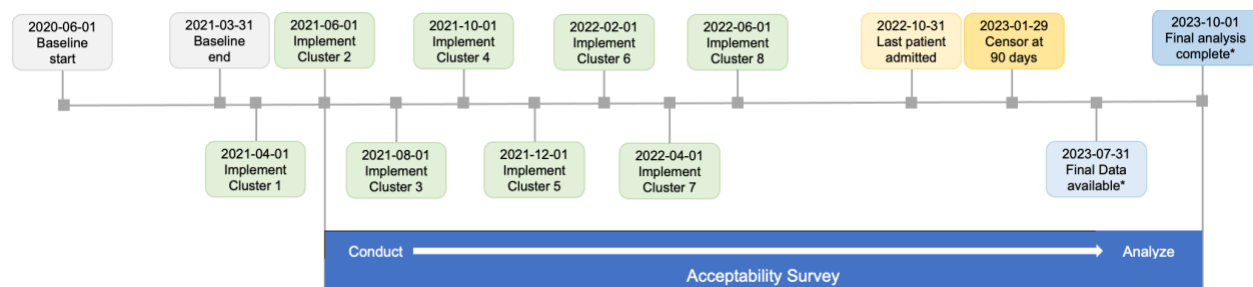 2020-06-01
Baseline
start
2021-03-31
Baseline
end
2021-06-01
Implement
Cluster 2
2021-10-01
Implement
Cluster 4
2022-02-01
Implement
Cluster 6
2022-06-01
Implement
Cluster 8
2022-10-31
Last patient
admitted
2023-01-29
Censor at
90 days
2023-10-01
Final analysis
complete*
2021-04-01
Implement
Cluster 1
2021-08-01
Implement
Cluster 3
2021-12-01
Implement
Cluster 5
2022-04-01
Implement
Cluster 7
2023-07-31
Final Data
available*
Conduct
Analyze
Acceptability Survey